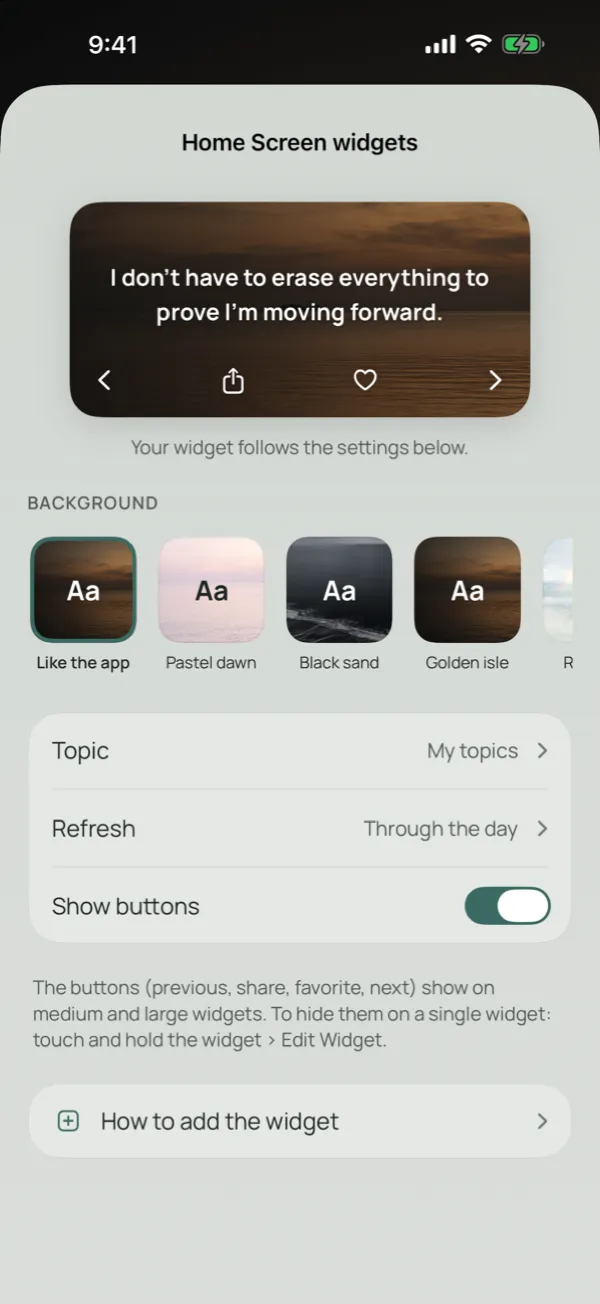 9:41
Home Screen widgets
I don't have to erase everything to
prove I'm moving forward.
Your widget follows the settings below.
BACKGROUND
Aa
Aa
Aa
Aa
Like the app
Pastel dawn
Black sand
Golden isle
R
Topic
My topics
Refresh
Through the day
Show buttons
The buttons (previous, share, favorite, next) show on
medium and large widgets. To hide them on a single widget:
touch and hold the widget › Edit Widget.
How to add the widget